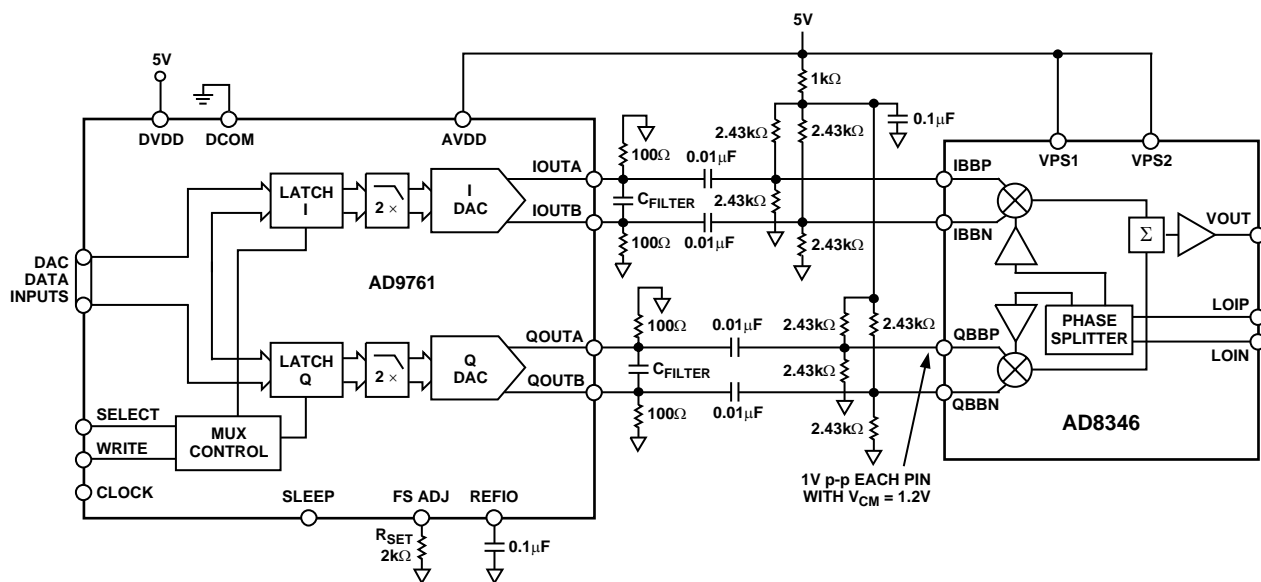 5V
5V
1kΩ
DVDD
DCOM
AVDD
2.43kΩ
2.43kΩ
0.1μF
100Ω
0.01μF
VPS1
VPS2
IOUTA
IBBP
LATCH
I
2 ×
I
DAC
CFILTER
2.43kΩ
IOUTB
IBBN
0.01μF
100Ω
2.43kΩ
Σ
VOUT
DAC
DATA
INPUTS
AD9761
100Ω
0.01μF
2.43kΩ
2.43kΩ
PHASE
SPLITTER
LOIP
LOIN
QOUTA
QBBP
LATCH
Q
2 ×
Q
DAC
CFILTER
2.43kΩ
QOUTB
QBBN
0.01μF
100Ω
2.43kΩ
AD8346
SELECT
WRITE
MUX
CONTROL
CLOCK
SLEEP
FS ADJ
REFIO
1V p-p EACH PIN
WITH VCM = 1.2V
RSET
2kΩ
0.1μF